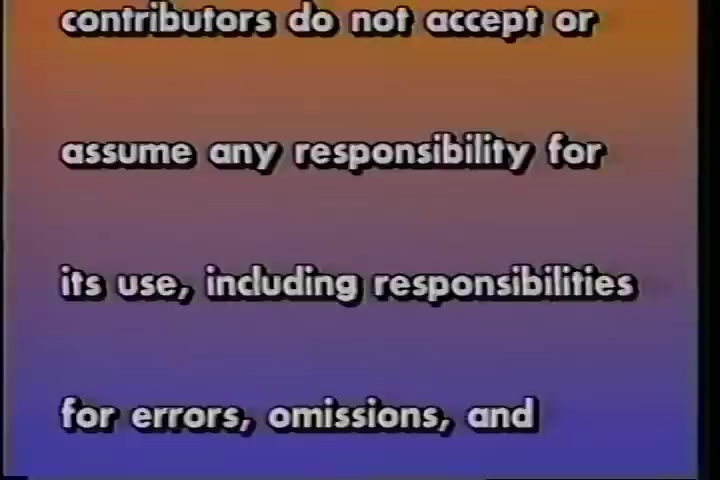 contributors do not accept or
assume any responsibility for
its use, including responsibilities
for errors, omissions, and